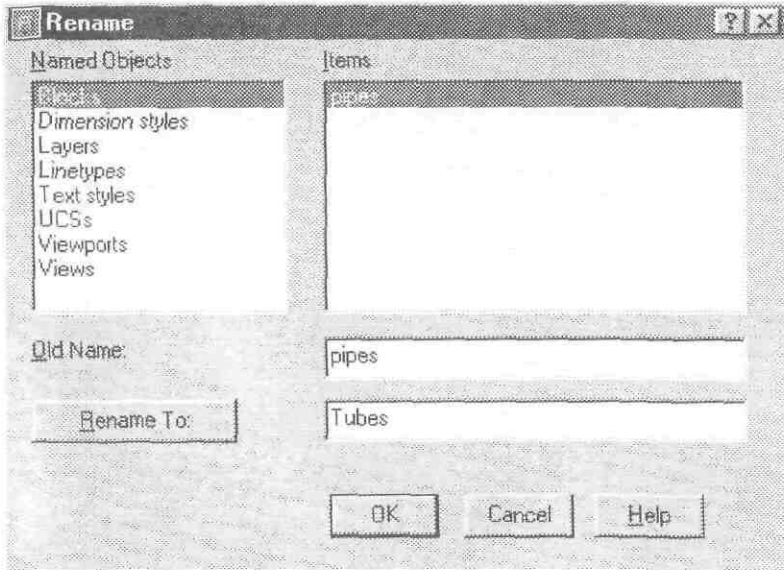 Rename
Named Objects
Blocks
Dimension styles
Layers
Linetypes
Text styles
UCSs
Viewports
Views
Items
pipes
Old Name:
pipes
Rename To:
Tubes
OK
Cancel
Help